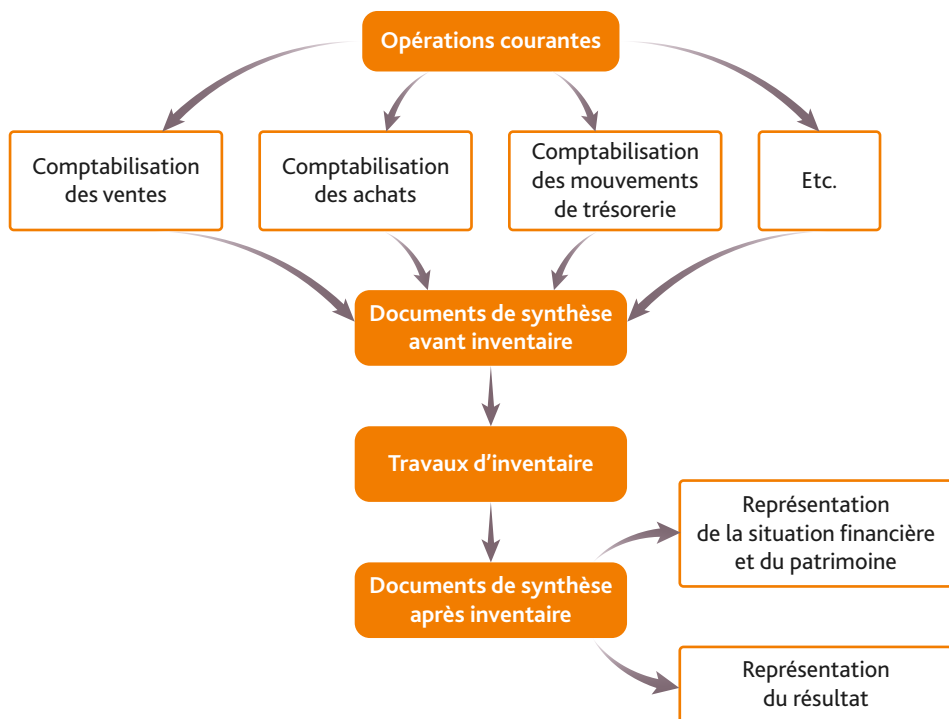 Opérations courantes
Comptabilisation
des ventes
Comptabilisation
des achats
Comptabilisation
des mouvements
de trésorerie
Etc.
Documents de synthèse
avant inventaire
Travaux d’inventaire
Documents de synthèse
après inventaire
Représentation
de la situation financière
et du patrimoine
Représentation
du résultat